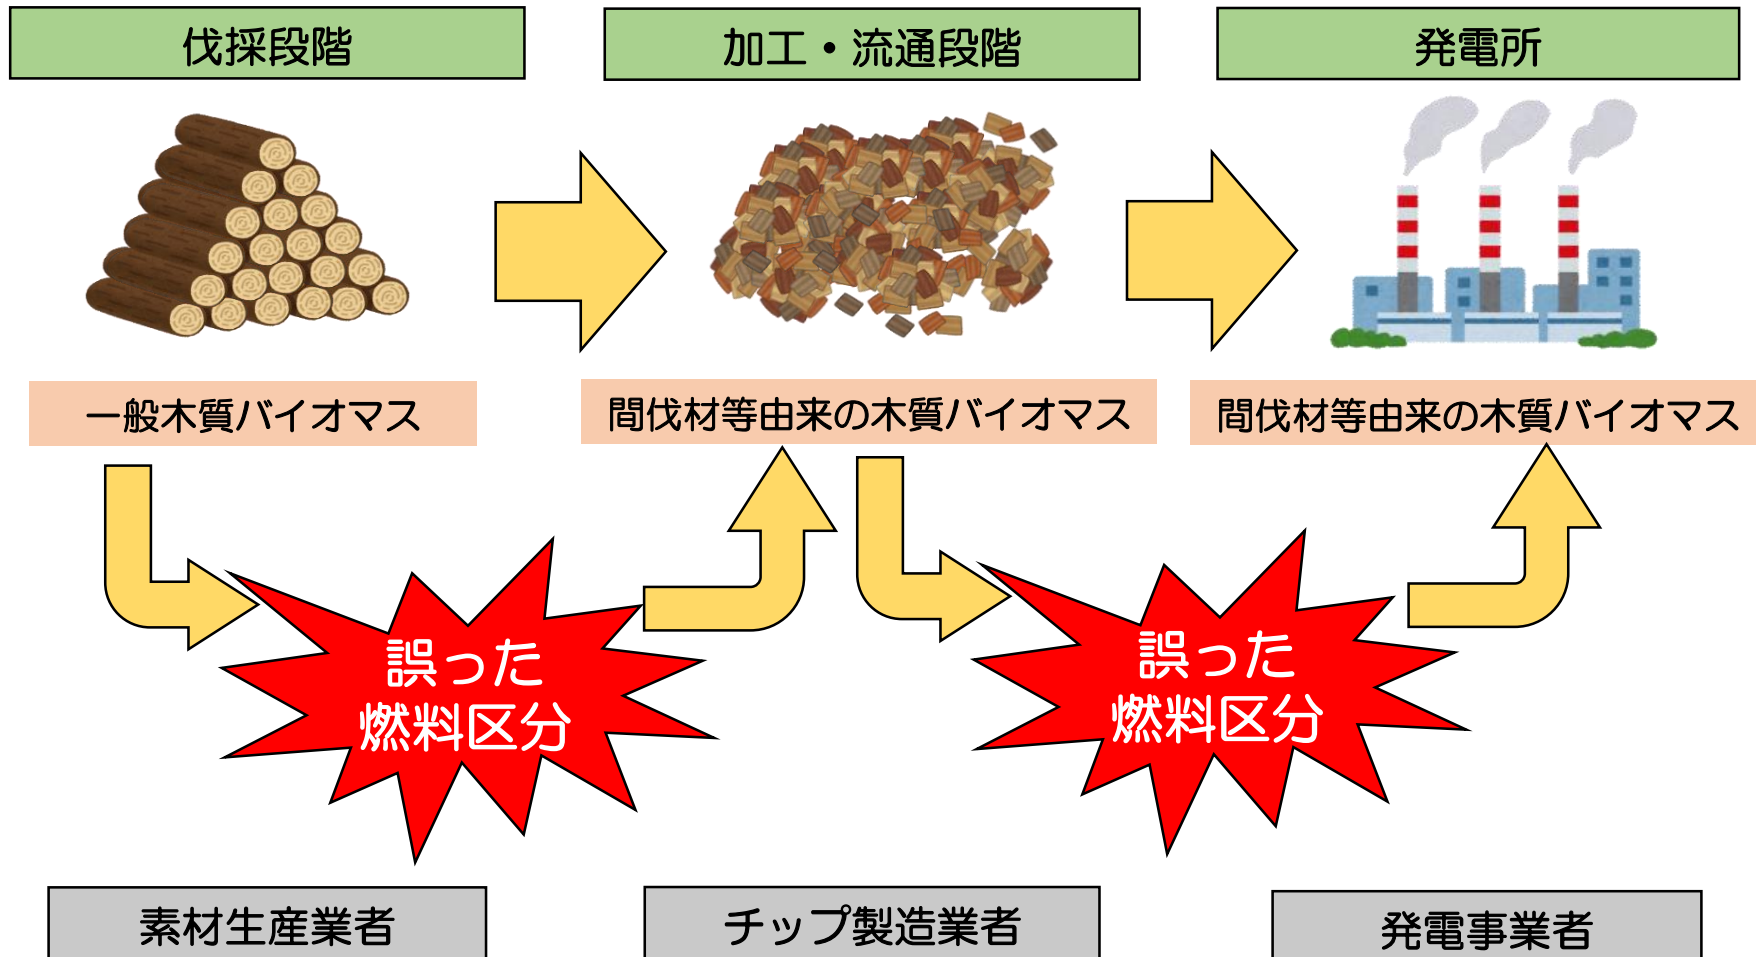 伐採段階
加工・流通段階
発電所
一般木質バイオマス
間伐材等由来の木質バイオマス
間伐材等由来の木質バイオマス
誤った
燃料区分
誤った
燃料区分
素材生産業者
チップ製造業者
発電事業者